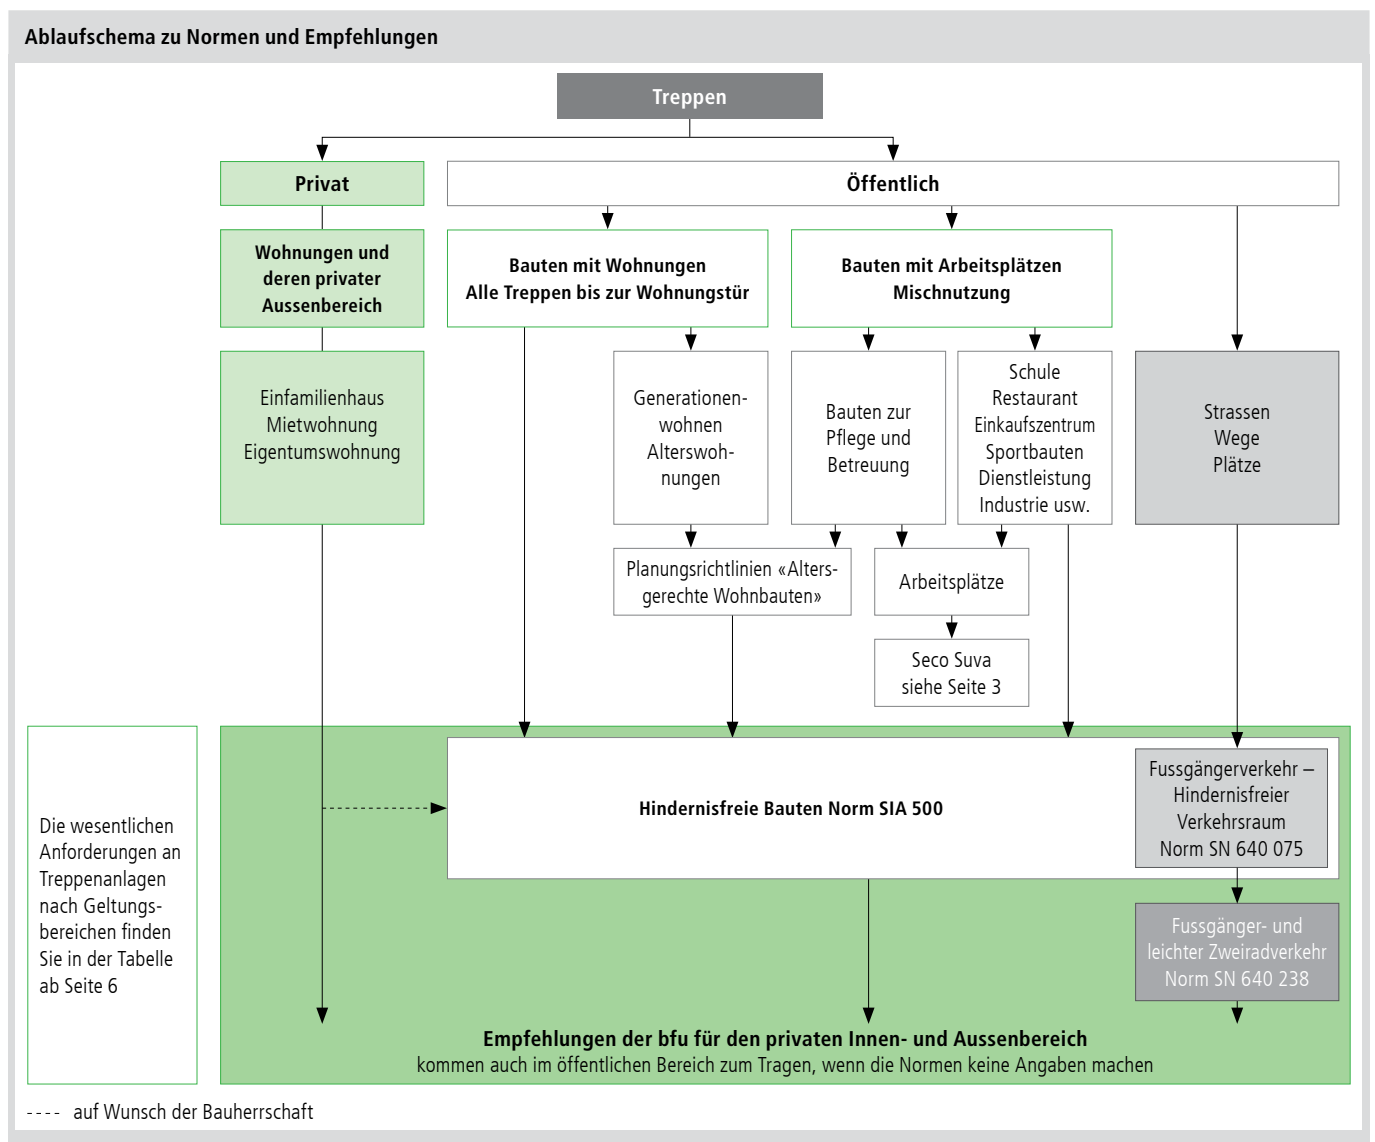 Ablaufschema zu Normen und Empfehlungen
Treppen
Privat
Öffentlich
Wohnungen und
deren privater
Aussenbereich
Bauten mit Wohnungen
Alle Treppen bis zur Wohnungstür
Bauten mit Arbeitsplätzen
Mischnutzung
Einfamilienhaus
Mietwohnung
Eigentumswohnung
Generationen-
wohnen
Alterswoh-
nungen
Bauten zur
Pflege und
Betreuung
Schule
Restaurant
Einkaufszentrum
Sportbauten
Dienstleistung
Industrie usw.
Strassen
Wege
Plätze
Planungsrichtlinien «Alters-
gerechte Wohnbauten»
Arbeitsplätze
Seco Suva
siehe Seite 3
Die wesentlichen
Anforderungen an
Treppenanlagen
nach Geltungs-
bereichen finden
Sie in der Tabelle
ab Seite 6
Hindernisfreie Bauten Norm SIA 500
Fussgängerverkehr –
Hindernisfreier
Verkehrsraum
Norm SN 640 075
Fussgänger- und
leichter Zweiradverkehr
Norm SN 640 238
Empfehlungen der bfu für den privaten Innen- und Aussenbereich
kommen auch im öffentlichen Bereich zum Tragen, wenn die Normen keine Angaben machen
---- auf Wunsch der Bauherrschaft